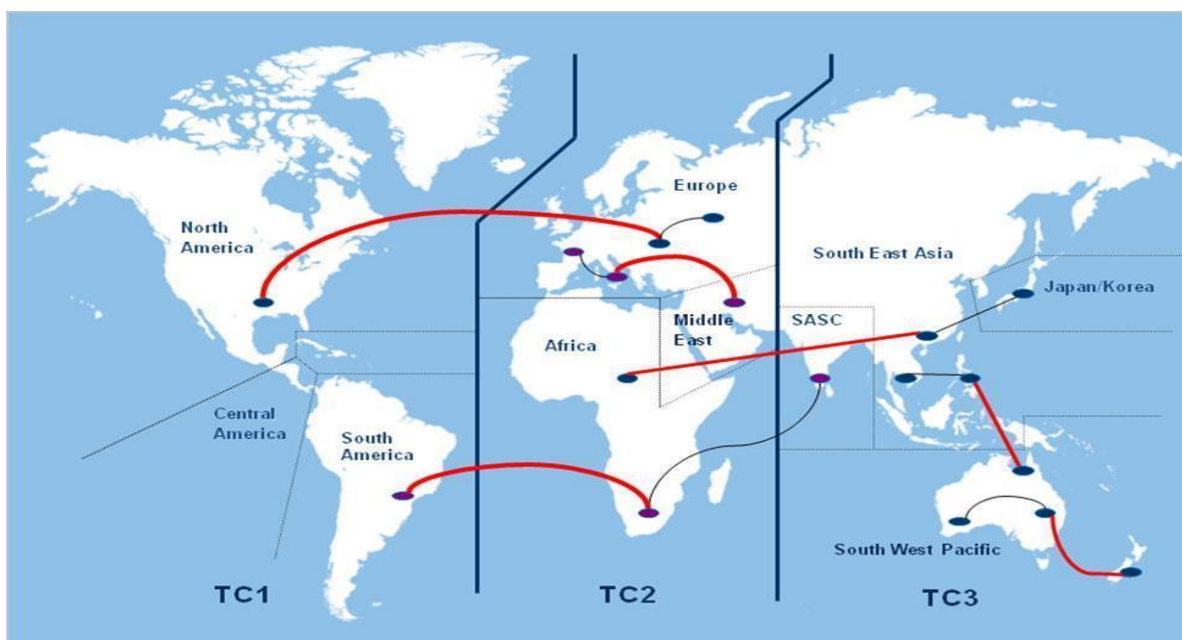 Europe
North
America
South East Asia
Japan/Korea
Middle
East
SASC
Africa
Central
America
South
America
South West Pacific
TC1
TC2
TC3